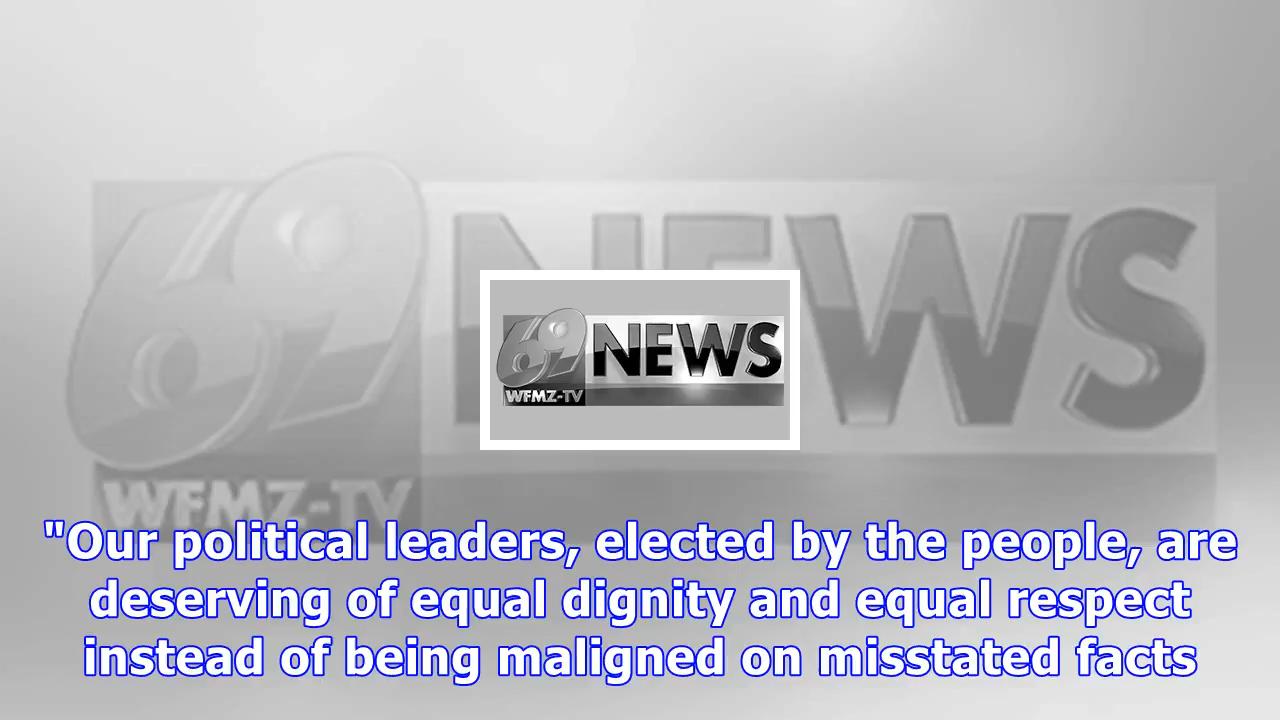 69 NEWS
WFMZ-TV
69 NEWS
WFMZ-TV
"Our political leaders, elected by the people, are
deserving of equal dignity and equal respect
instead of being maligned on misstated facts